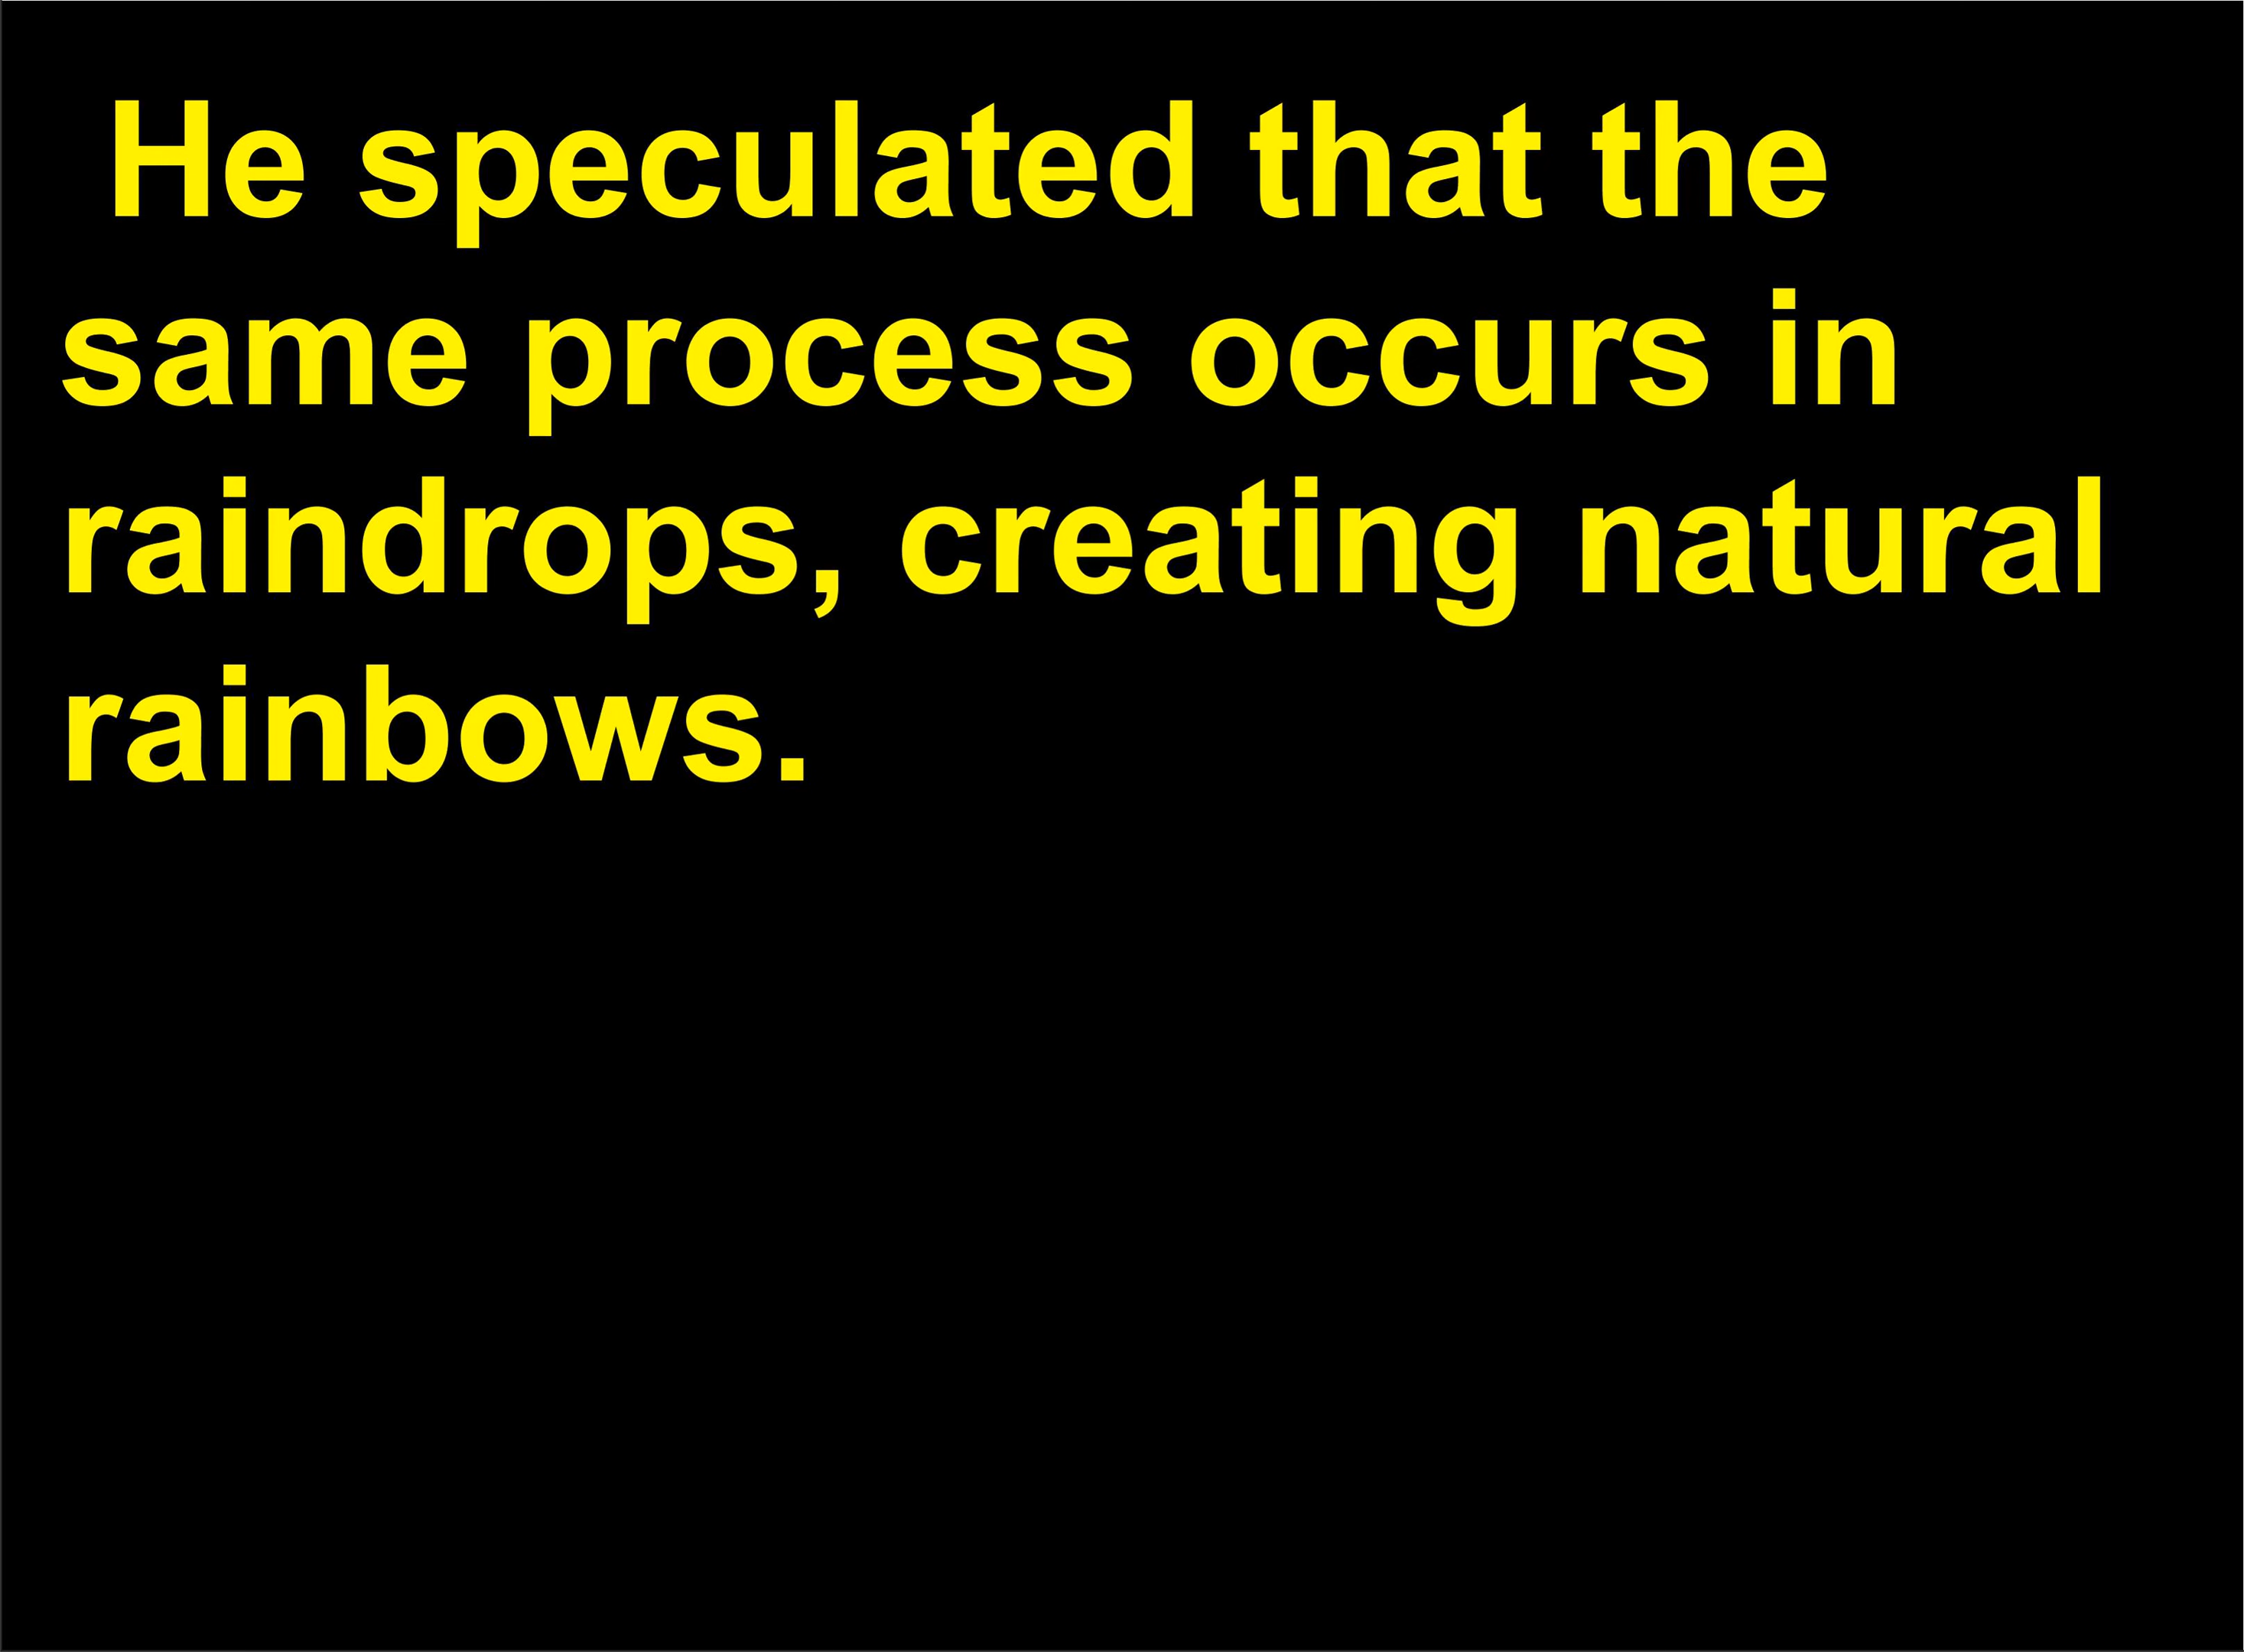 He speculated that the
same process occurs in
raindrops, creating natural
rainbows.